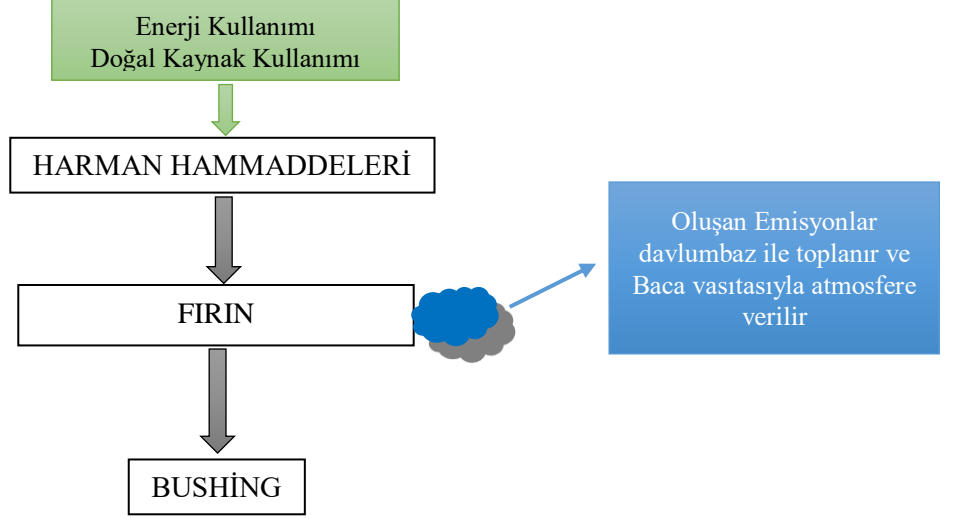 Enerji Kullanımı
Doğal Kaynak Kullanımı
HARMAN HAMMADDELERİ
FIRIN
Oluşan Emisyonlar
davlumbaz ile toplanır ve
Baca vasıtasıyla atmosfere
verilir
BUSHİNG